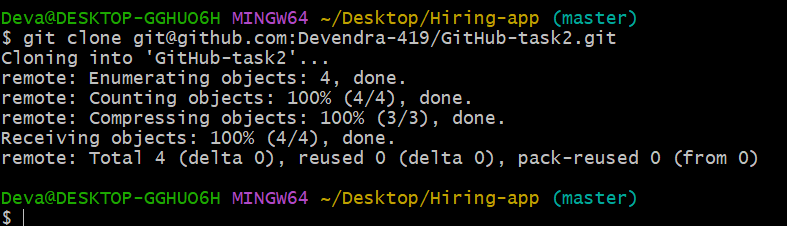 Deva@DESKTOP-GGHUO6H MINGW64 ~/Desktop/Hiring-app (master)
$ git clone git@github.com:Devendra-419/GitHub-task2.git
Cloning into 'GitHub-task2'...
remote: Enumerating objects: 4, done.
remote: Counting objects: 100% (4/4), done.
remote: Compressing objects: 100% (3/3), done.
Receiving objects: 100% (4/4), done.
remote: Total 4 (delta 0), reused 0 (delta 0), pack-reused 0 (from 0)
Deva@DESKTOP-GGHUO6H MINGW64 ~/Desktop/Hiring-app (master)
$